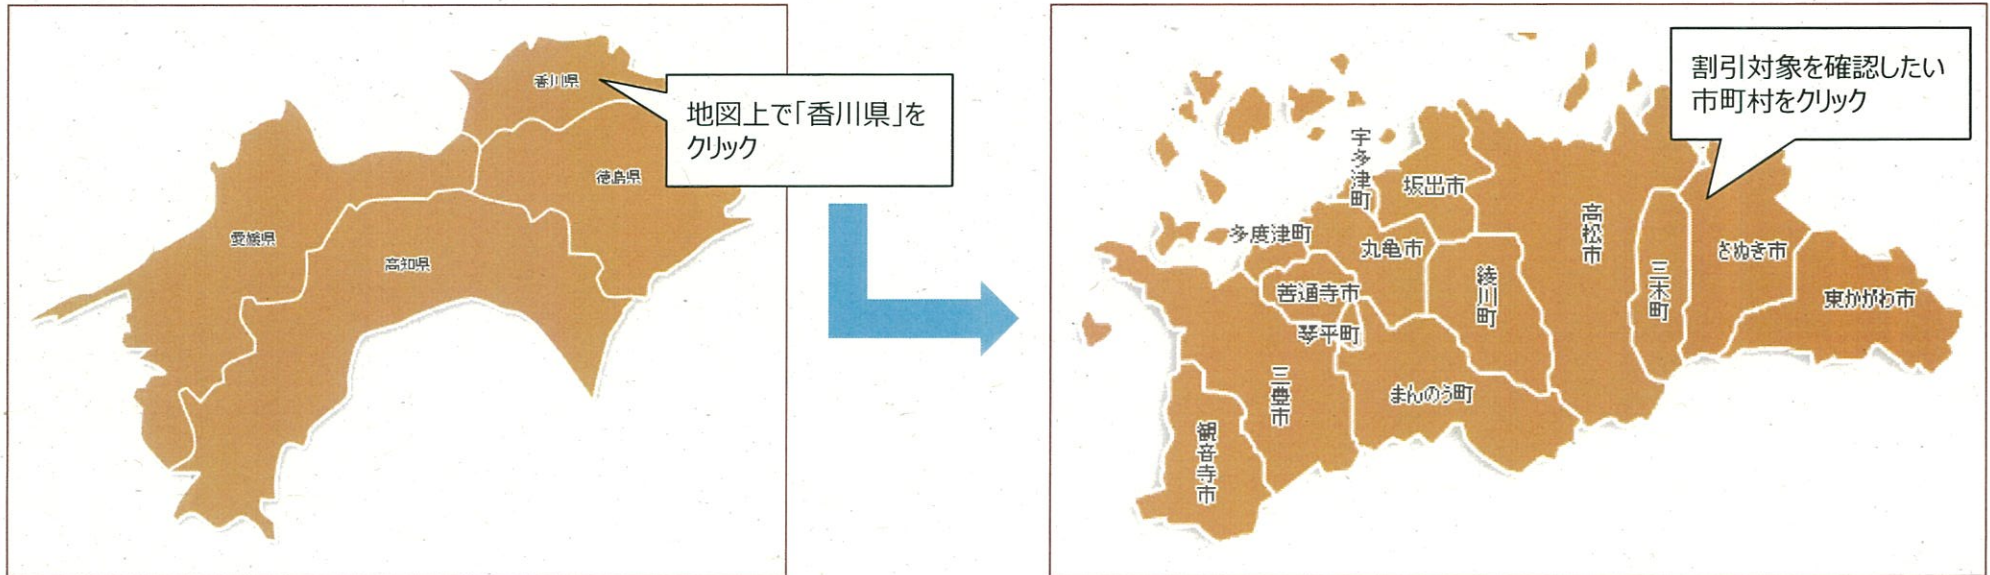 香川県
地図上で「香川県」を
クリック
徳島県
愛媛県
高知県
割引対象を確認したい
市町村をクリック
宇多津町
坂出市
高松市
多度津町
丸亀市
さぬき市
三木町
善通寺市
綾川町
東かがわ市
琴平町
三豊市
まんのう町
観音寺市